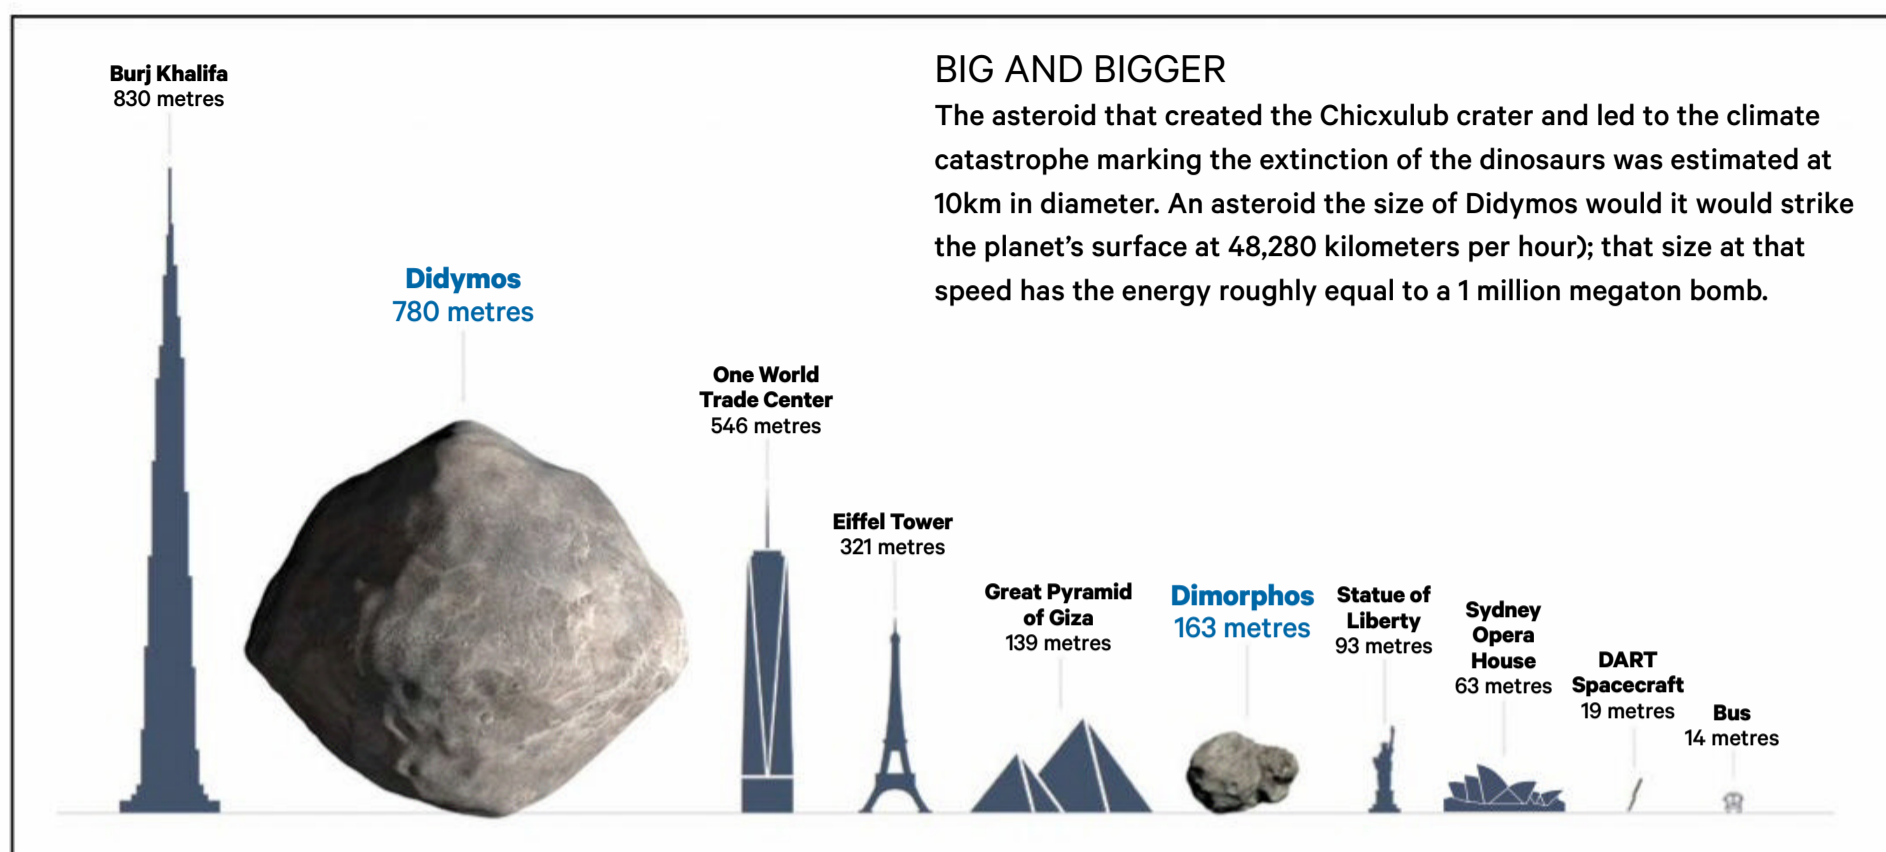 Burj Khalifa
830 metres
BIG AND BIGGER
The asteroid that created the Chicxulub crater and led to the climate
catastrophe marking the extinction of the dinosaurs was estimated at
10km in diameter. An asteroid the size of Didymos would it would strike
the planet’s surface at 48,280 kilometers per hour); that size at that
speed has the energy roughly equal to a 1 million megaton bomb.
Didymos
780 metres
One World
Trade Center
546 metres
Eiffel Tower
321 metres
Great Pyramid
of Giza
139 metres
Dimorphos
163 metres
Statue of
Liberty
93 metres
Sydney
Opera
House
63 metres
DART
Spacecraft
19 metres
Bus
14 metres